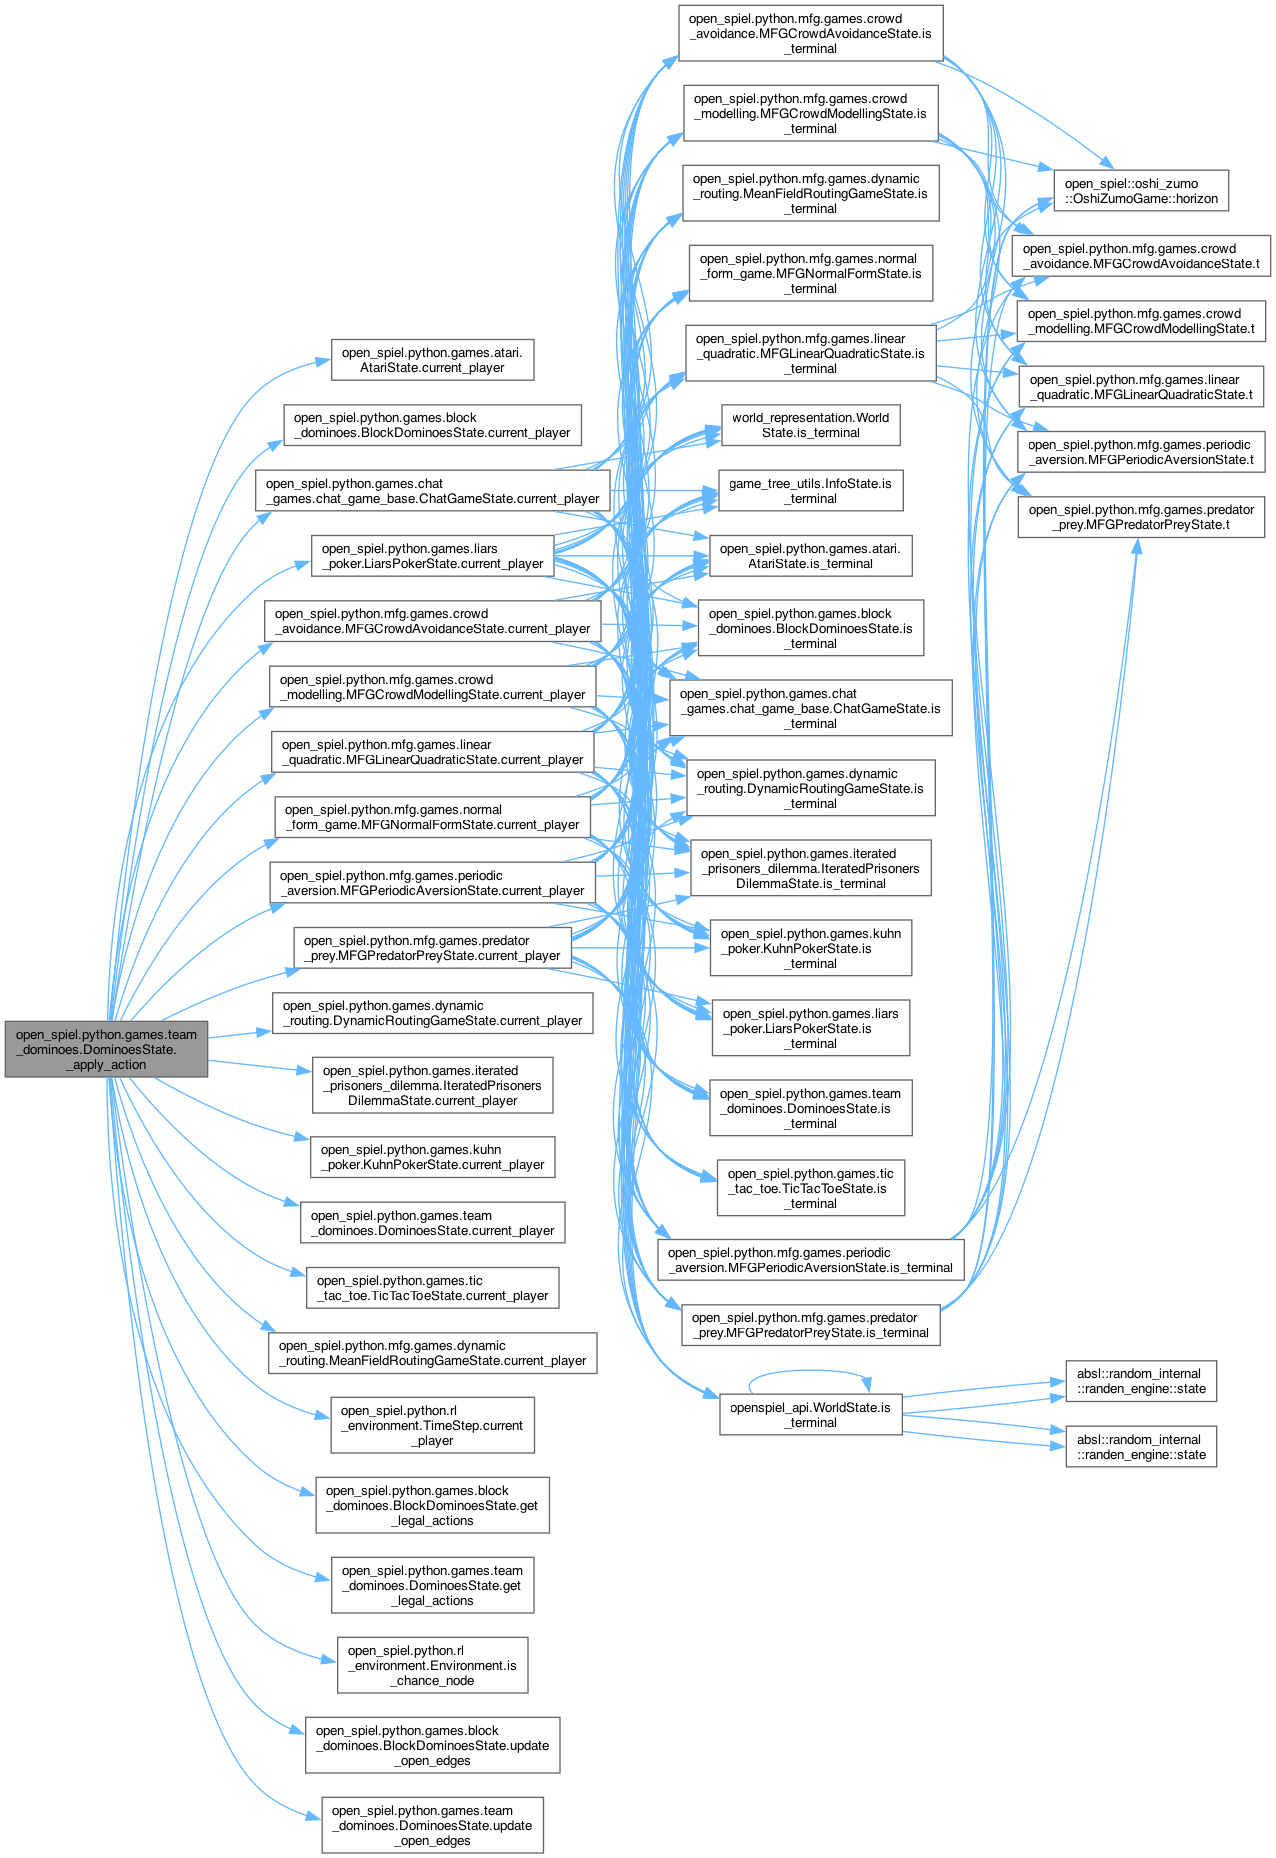 open_spiel.python.games.team
_dominoes.DominoesState.
_apply_action
open_spiel.python.games.atari.
AtariState.current_player
open_spiel.python.games.block
_dominoes.BlockDominoesState.current_player
open_spiel.python.games.chat
_games.chat_game_base.ChatGameState.current_player
open_spiel.python.games.liars
_poker.LiarsPokerState.current_player
open_spiel.python.mfg.games.crowd
_avoidance.MFGCrowdAvoidanceState.current_player
open_spiel.python.mfg.games.crowd
_modelling.MFGCrowdModellingState.current_player
open_spiel.python.mfg.games.linear
_quadratic.MFGLinearQuadraticState.current_player
open_spiel.python.mfg.games.normal
_form_game.MFGNormalFormState.current_player
open_spiel.python.mfg.games.periodic
_aversion.MFGPeriodicAversionState.current_player
open_spiel.python.mfg.games.predator
_prey.MFGPredatorPreyState.current_player
open_spiel.python.games.dynamic
_routing.DynamicRoutingGameState.current_player
open_spiel.python.games.iterated
_prisoners_dilemma.IteratedPrisoners
DilemmaState.current_player
open_spiel.python.games.kuhn
_poker.KuhnPokerState.current_player
open_spiel.python.games.team
_dominoes.DominoesState.current_player
open_spiel.python.games.tic
_tac_toe.TicTacToeState.current_player
open_spiel.python.mfg.games.dynamic
_routing.MeanFieldRoutingGameState.current_player
open_spiel.python.rl
_environment.TimeStep.current
_player
open_spiel.python.games.block
_dominoes.BlockDominoesState.get
_legal_actions
open_spiel.python.games.team
_dominoes.DominoesState.get
_legal_actions
open_spiel.python.rl
_environment.Environment.is
_chance_node
open_spiel.python.games.block
_dominoes.BlockDominoesState.update
_open_edges
open_spiel.python.games.team
_dominoes.DominoesState.update
_open_edges
open_spiel.python.mfg.games.crowd
_avoidance.MFGCrowdAvoidanceState.is
_terminal
open_spiel.python.mfg.games.crowd
_modelling.MFGCrowdModellingState.is
_terminal
open_spiel.python.mfg.games.dynamic
_routing.MeanFieldRoutingGameState.is
_terminal
open_spiel.python.mfg.games.normal
_form_game.MFGNormalFormState.is
_terminal
open_spiel.python.mfg.games.linear
_quadratic.MFGLinearQuadraticState.is
_terminal
world_representation.World
State.is_terminal
game_tree_utils.InfoState.is
_terminal
open_spiel.python.games.atari.
AtariState.is_terminal
open_spiel.python.games.block
_dominoes.BlockDominoesState.is
_terminal
open_spiel.python.games.chat
_games.chat_game_base.ChatGameState.is
_terminal
open_spiel.python.games.dynamic
_routing.DynamicRoutingGameState.is
_terminal
open_spiel.python.games.iterated
_prisoners_dilemma.IteratedPrisoners
DilemmaState.is_terminal
open_spiel.python.games.kuhn
_poker.KuhnPokerState.is
_terminal
open_spiel.python.games.liars
_poker.LiarsPokerState.is
_terminal
open_spiel.python.games.team
_dominoes.DominoesState.is
_terminal
open_spiel.python.games.tic
_tac_toe.TicTacToeState.is
_terminal
open_spiel.python.mfg.games.periodic
_aversion.MFGPeriodicAversionState.is_terminal
open_spiel.python.mfg.games.predator
_prey.MFGPredatorPreyState.is_terminal
openspiel_api.WorldState.is
_terminal
open_spiel::oshi_zumo
::OshiZumoGame::horizon
open_spiel.python.mfg.games.crowd
_avoidance.MFGCrowdAvoidanceState.t
open_spiel.python.mfg.games.crowd
_modelling.MFGCrowdModellingState.t
open_spiel.python.mfg.games.linear
_quadratic.MFGLinearQuadraticState.t
open_spiel.python.mfg.games.periodic
_aversion.MFGPeriodicAversionState.t
open_spiel.python.mfg.games.predator
_prey.MFGPredatorPreyState.t
absl::random_internal
::randen_engine::state
absl::random_internal
::randen_engine::state